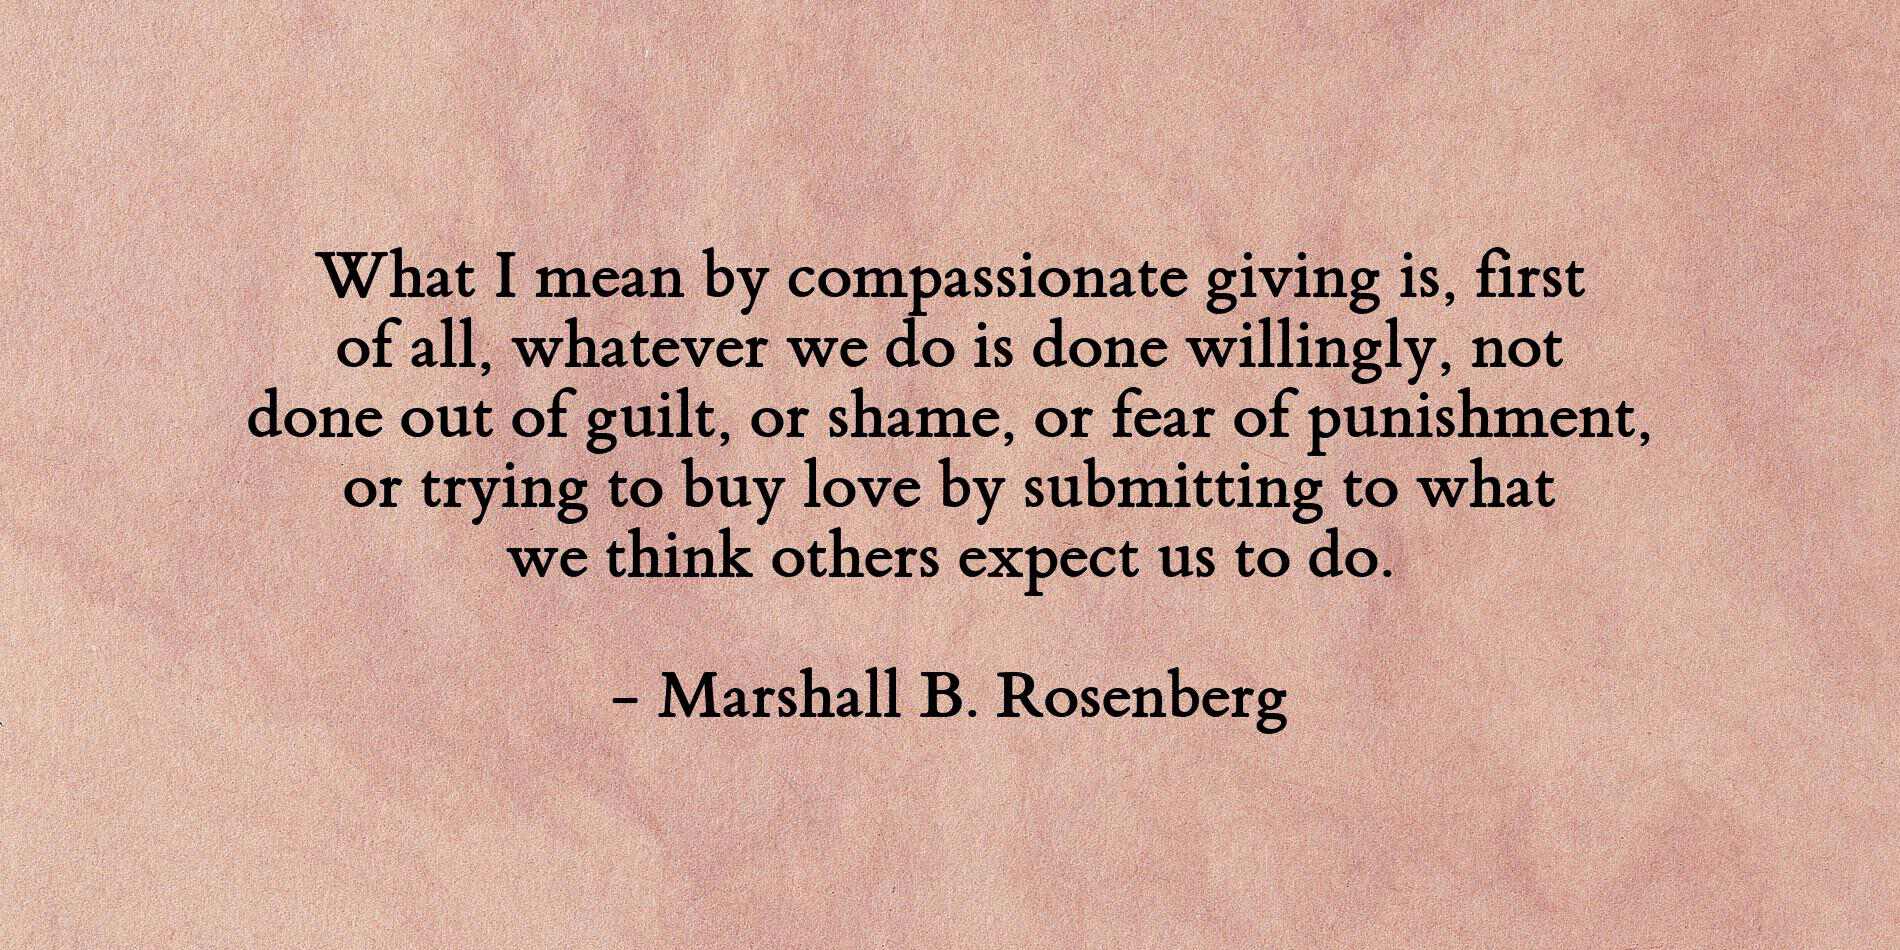 What I mean by compassionate giving is, first
of all, whatever we do is done willingly, not
done out of guilt, or shame, or fear of punishment,
or trying to buy love by submitting to what
we think others expect us to do.
– Marshall B. Rosenberg